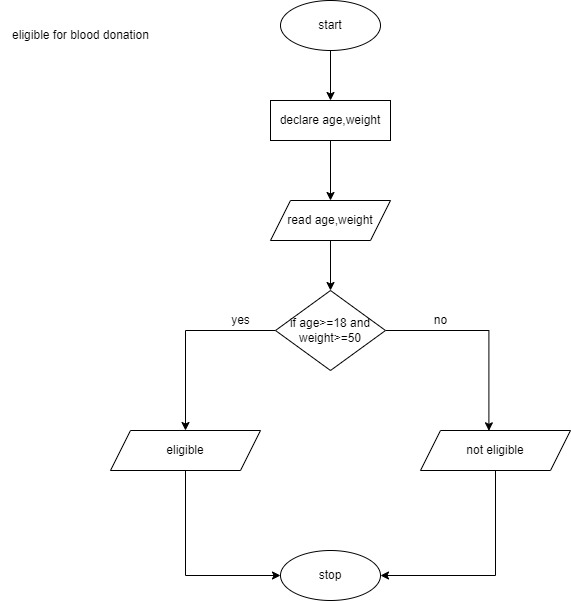 start
eligible for blood donation
declare age,weight
read age,weight
if age>=18 and
weight>=50
yes
no
eligible
not eligible
stop